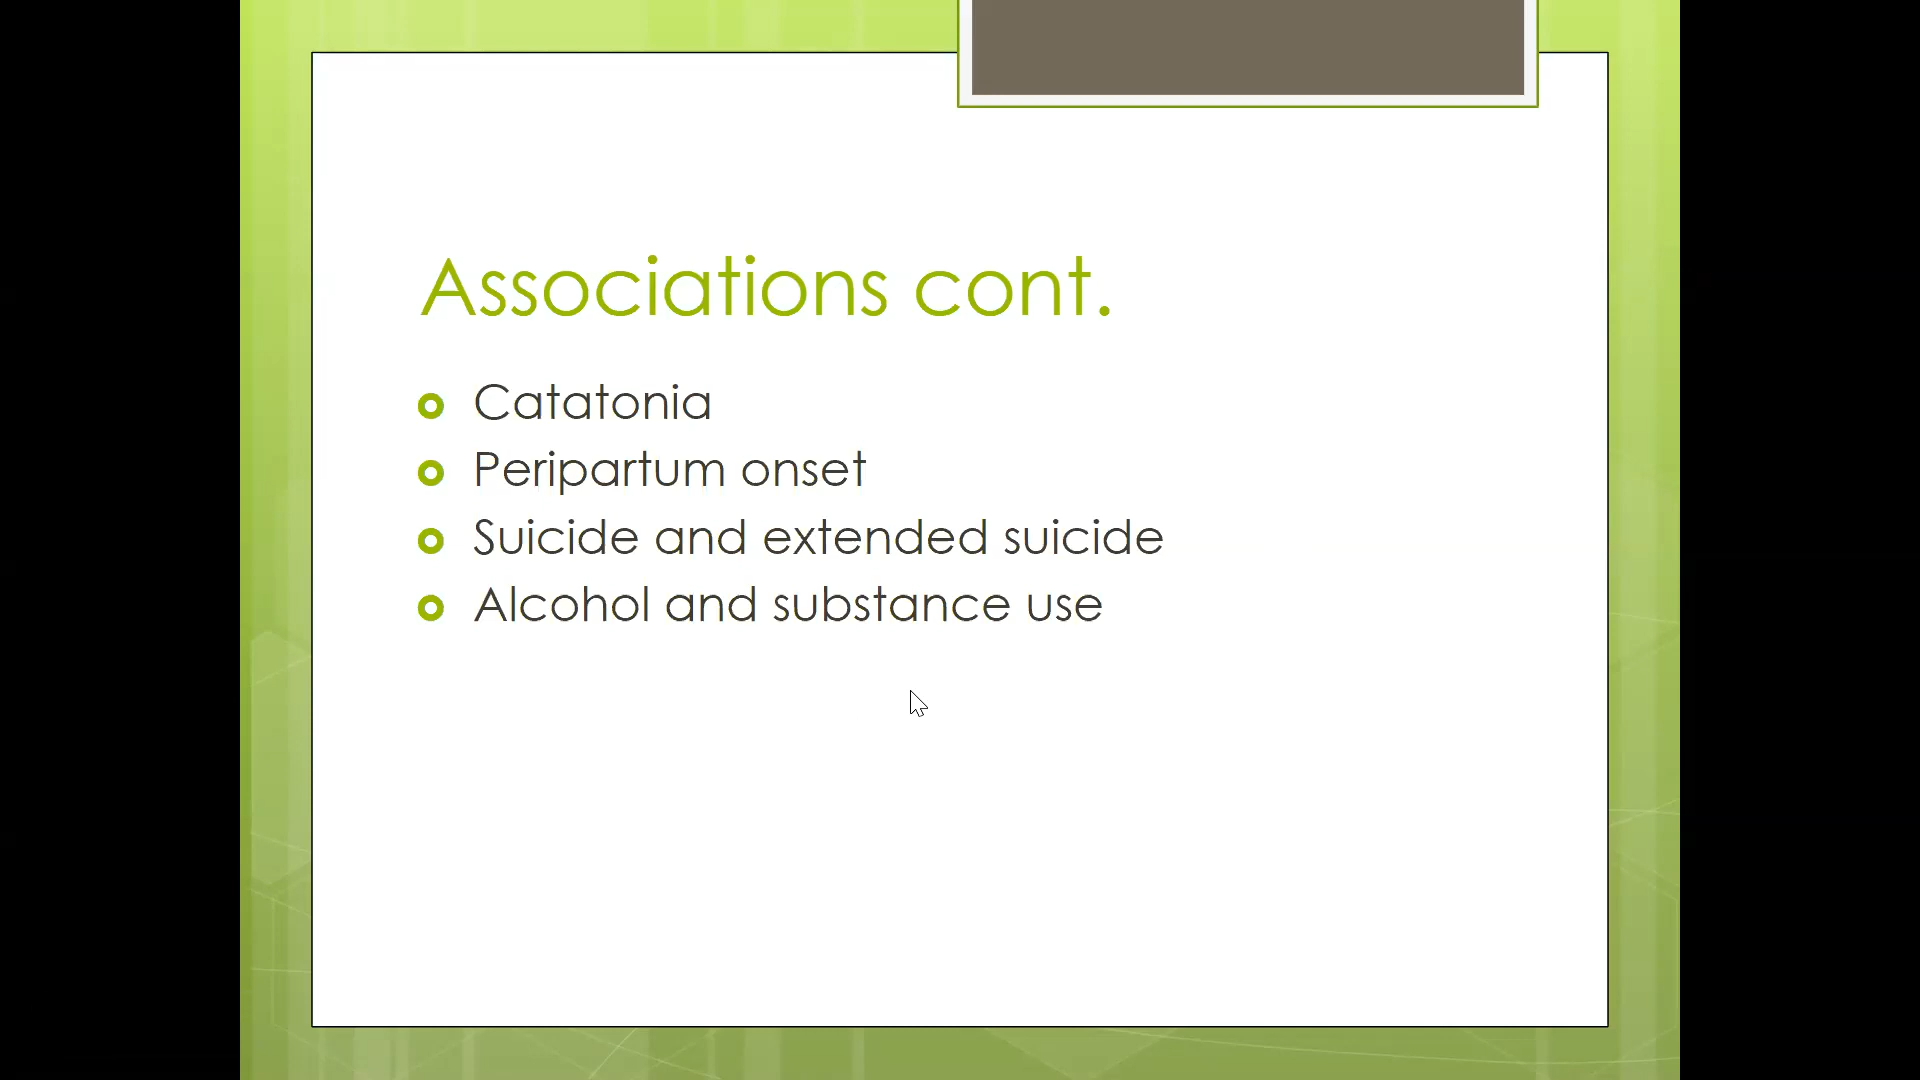 Associations cont.
Catatonia
Peripartum onset
Suicide and extended suicide
Alcohol and substance use